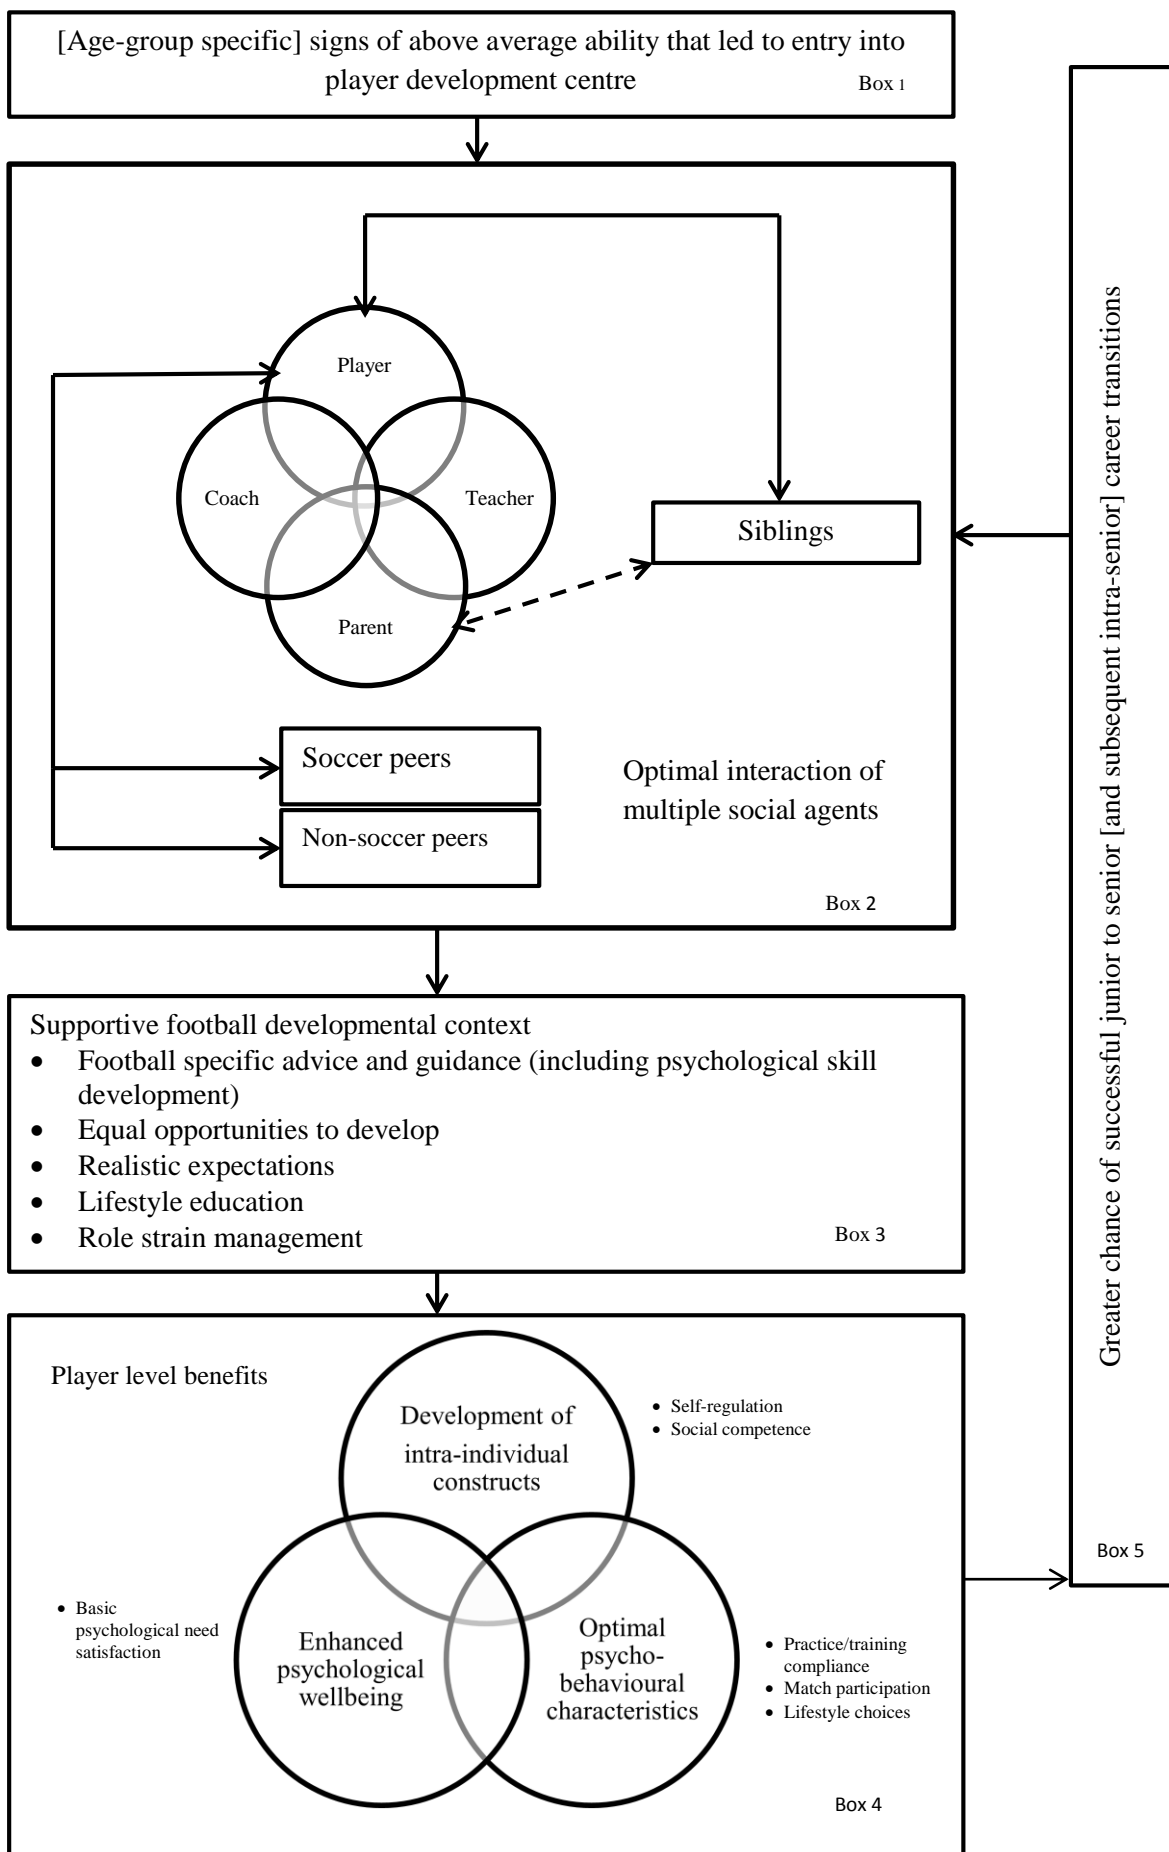 [Age-group specific] signs of above average ability that led to entry into
player development centre
Box 1
Player
Coach
Teacher
Parent
Siblings
Soccer peers
Non-soccer peers
Optimal interaction of
multiple social agents
Box 2
Supportive football developmental context
• Football specific advice and guidance (including psychological skill
development)
• Equal opportunities to develop
• Realistic expectations
• Lifestyle education
• Role strain management
Box 3
Player level benefits
Development of
intra-individual
constructs
• Self-regulation
• Social competence
• Basic
psychological need
satisfaction
Enhanced
psychological
wellbeing
Optimal
psycho-
behavioural
characteristics
• Practice/training
compliance
• Match participation
• Lifestyle choices
Box 4
Greater chance of successful junior to senior [and subsequent intra-senior] career transitions
Box 5